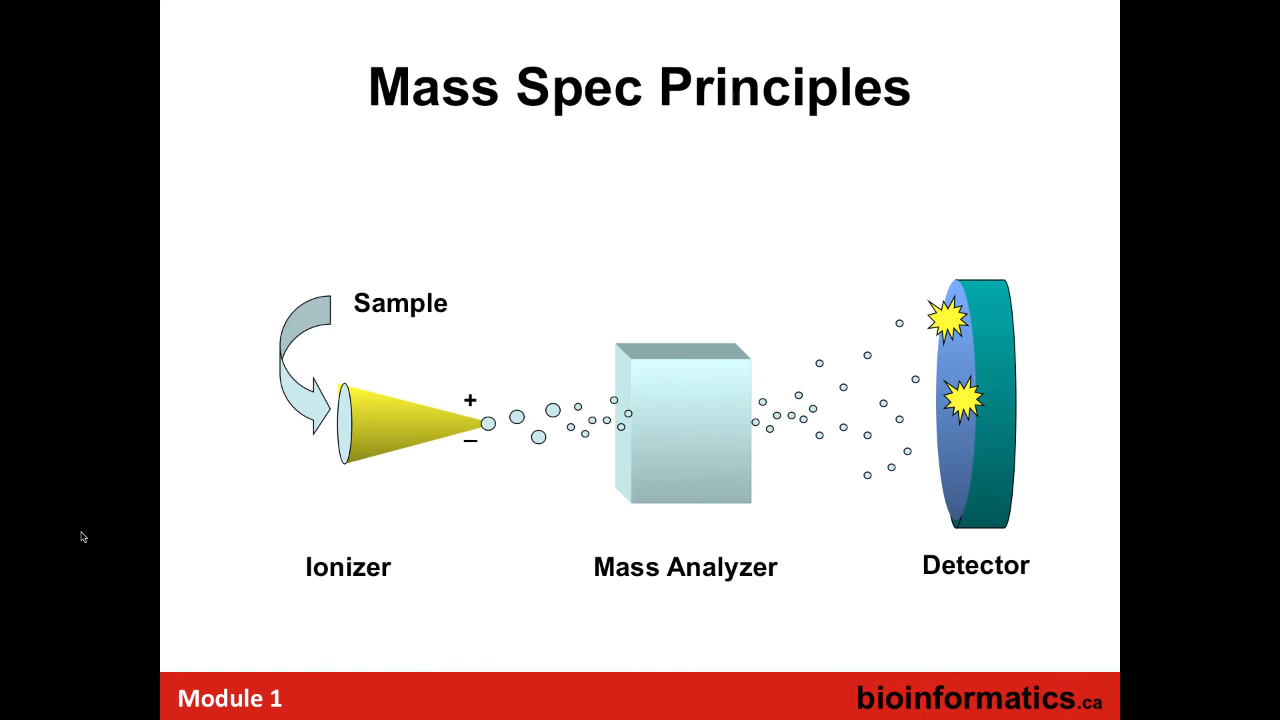 Mass Spec Principles
Sample
+
–
Ionizer
Mass Analyzer
Detector
Module 1
bioinformatics.ca